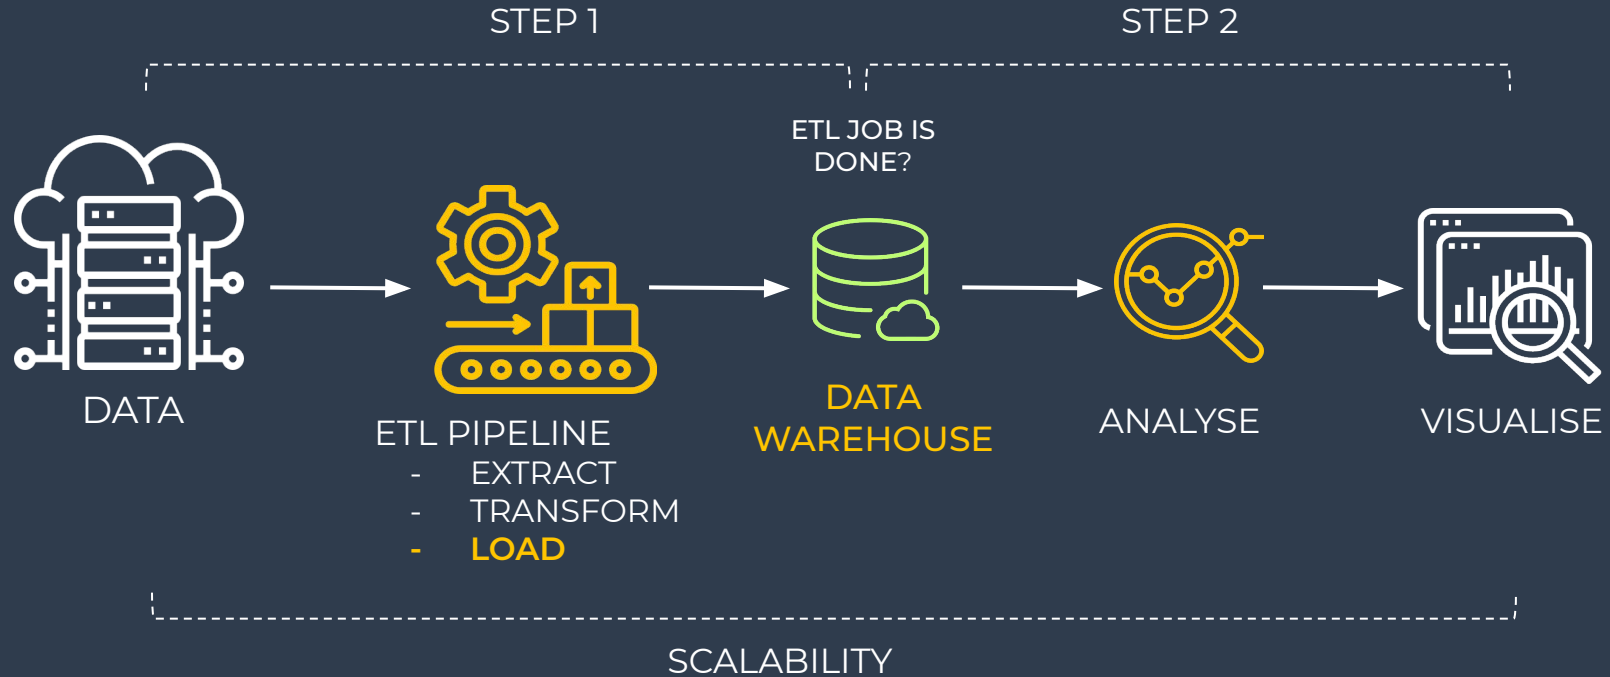 STEP 1
STEP 2
ETL JOB IS
DONE?
DATA
ETL PIPELINE
- EXTRACT
- TRANSFORM
- LOAD
DATA
WAREHOUSE
ANALYSE
VISUALISE
SCALABILITY